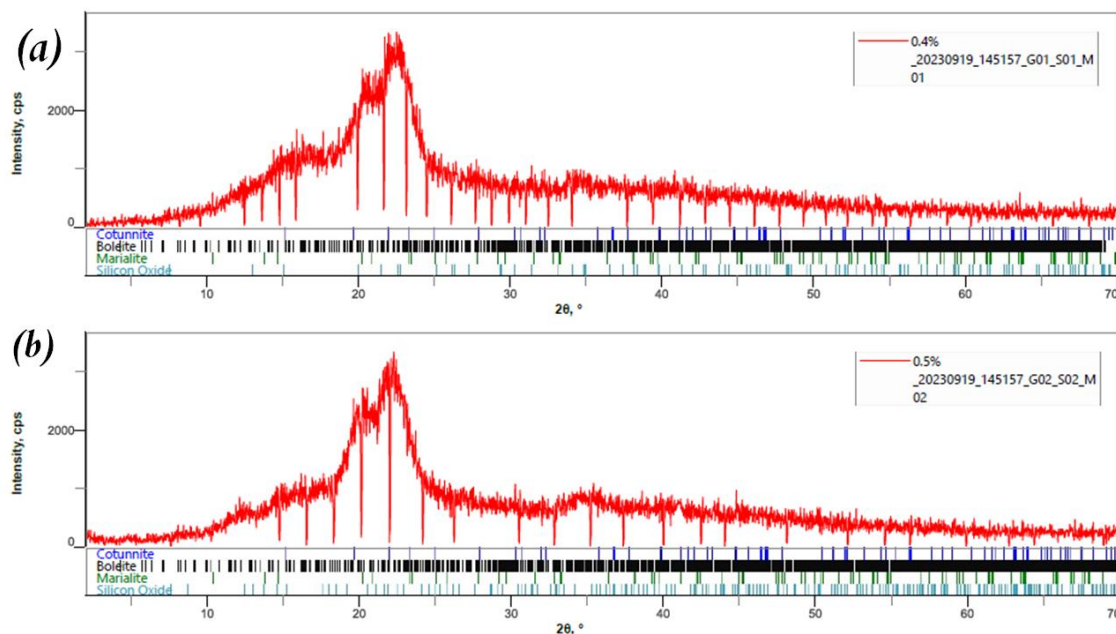 (a)
0.4%
_20230919_145157_G01_S01_M
01
Intensity, cps
2000
0
Cotunnite
Boleite
Marialite
Silicon Oxide
10 20 30 40 50 60 70
2θ, °
(b)
0.5%
_20230919_145157_G02_S02_M
02
Intensity, cps
2000
0
Cotunnite
Boleite
Marialite
Silicon Oxide
10 20 30 40 50 60 70
2θ, °